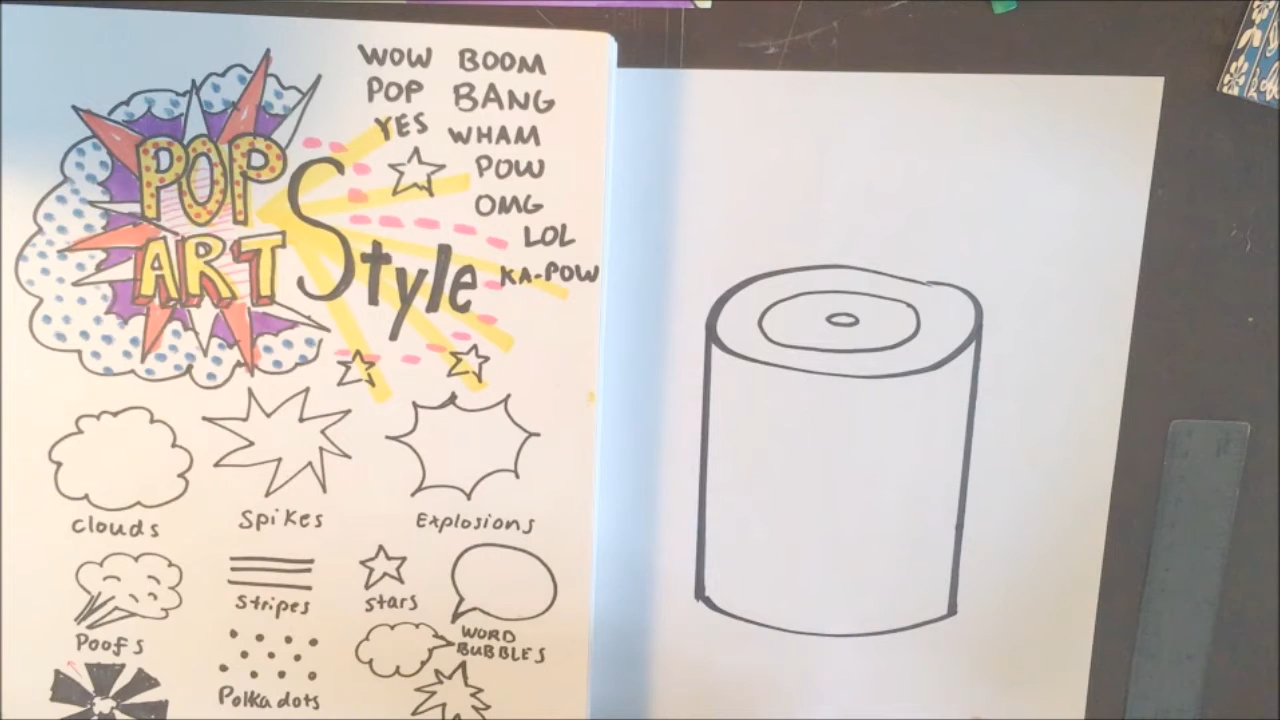 POP
ART
Style
WOW BOOM
POP BANG
YES WHAM
POW
OMG
LOL
KA-POW
clouds
Spikes
Explosions
Poofs
stripes
stars
WORD
BUBBLES
Polka dots